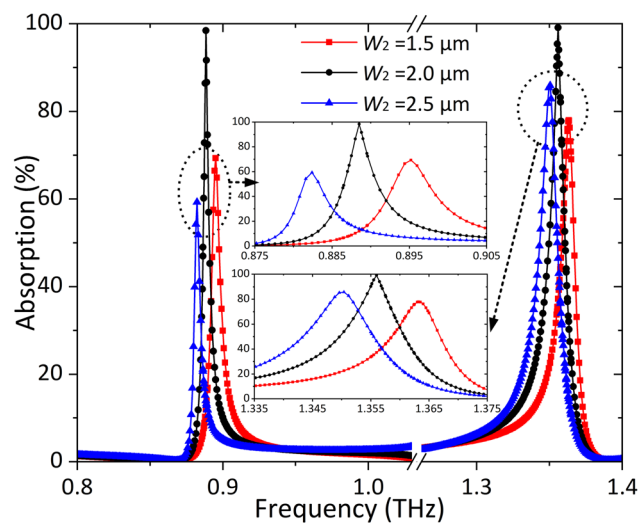 100
80
60
40
20
0
Absorption (%)
W₂ =1.5 μm
W₂ =2.0 μm
W₂ =2.5 μm
100
80
60
40
20
0
0.875 0.885 0.895 0.905
100
80
60
40
20
0
1.335 1.345 1.355 1.365 1.375
0.8 0.9 1.0 1.3 1.4
Frequency (THz)